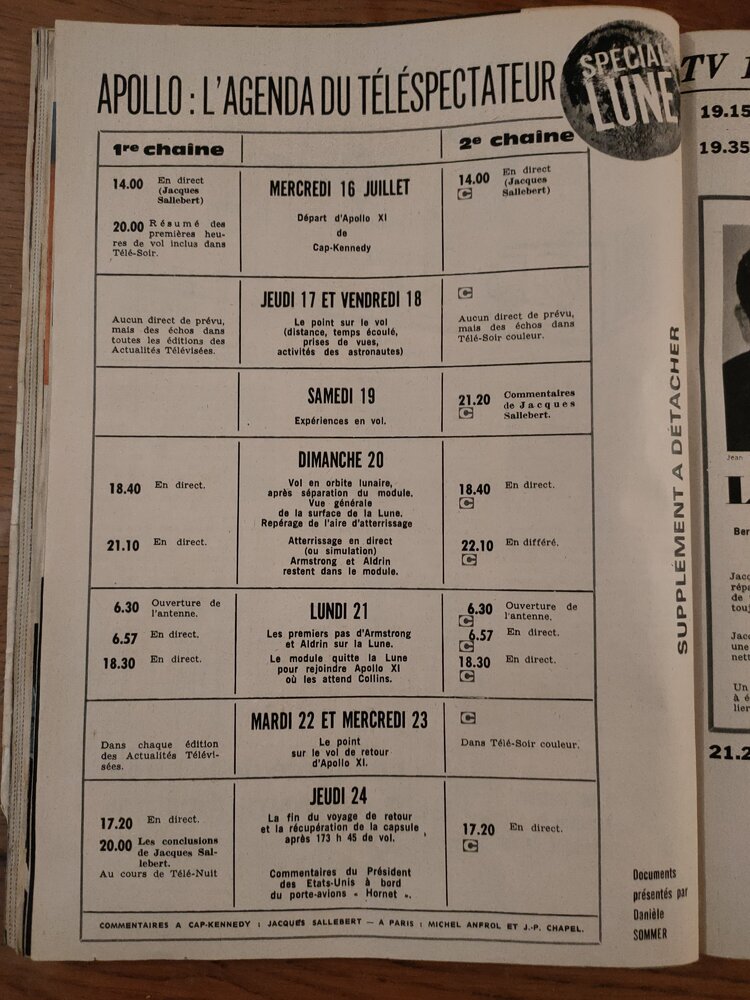 APOLLO : L'AGENDA DU TÉLÉSPECTATEUR
SPÉCIAL
LUNE
1re chaîne
2e chaîne
14.00 En direct
(Jacques
Sallebert)
20.00 Résumé des
premières heu-
res de vol inclus dans
Télé-Soir.
MERCREDI 16 JUILLET
Départ d'Apollo XI
de
Cap-Kennedy
14.00 En direct
(Jacques
Sallebert)
C
Aucun direct de prévu,
mais des échos dans
toutes les éditions des
Actualités Télévisées.
JEUDI 17 ET VENDREDI 18
Le point sur le vol
(distance, temps écoulé,
prises de vues,
activités des astronautes)
C
Aucun direct de prévu,
mais des échos dans
Télé-Soir couleur.
SAMEDI 19
Expériences en vol.
21.20 Commentaires
de Jacques
Sallebert.
C
DIMANCHE 20
18.40 En direct.
Vol en orbite lunaire,
après séparation du module.
Vue générale
de la surface de la Lune.
Repérage de l'aire d'atterrissage
18.40 En direct.
C
21.10 En direct.
Atterrissage en direct
(ou simulation)
Armstrong et Aldrin
restent dans le module.
22.10 En différé.
C
LUNDI 21
6.30 Ouverture de
l'antenne.
6.57 En direct.
18.30 En direct.
Les premiers pas d'Armstrong
et Aldrin sur la Lune.
Le module quitte la Lune
pour rejoindre Apollo XI
où les attend Collins.
6.30 Ouverture de
l'antenne.
C
6.57 En direct.
C
18.30 En direct.
C
MARDI 22 ET MERCREDI 23
Dans chaque édition
des Actualités Télévi-
sées.
Le point
sur le vol de retour
d'Apollo XI.
C
Dans Télé-Soir couleur.
JEUDI 24
17.20 En direct.
20.00 Les conclusions
de Jacques Sal-
lebert.
Au cours de Télé-Nuit
La fin du voyage de retour
et la récupération de la capsule
après 173 h 45 de vol.
Commentaires du Président
des Etats-Unis à bord
du porte-avions « Hornet ».
17.20 En direct.
C
COMMENTAIRES A CAP-KENNEDY : JACQUES SALLEBERT — A PARIS : MICHEL ANFROL ET J.-P. CHAPEL.
SUPPLÉMENT A DÉTACHER
Documents
présentés par
Danièle
SOMMER
TV
19.15
19.35
Jean
L
Ber
Jacq
répa
de
touj
Jacq
une
nett
Un
à é
lier
21.2